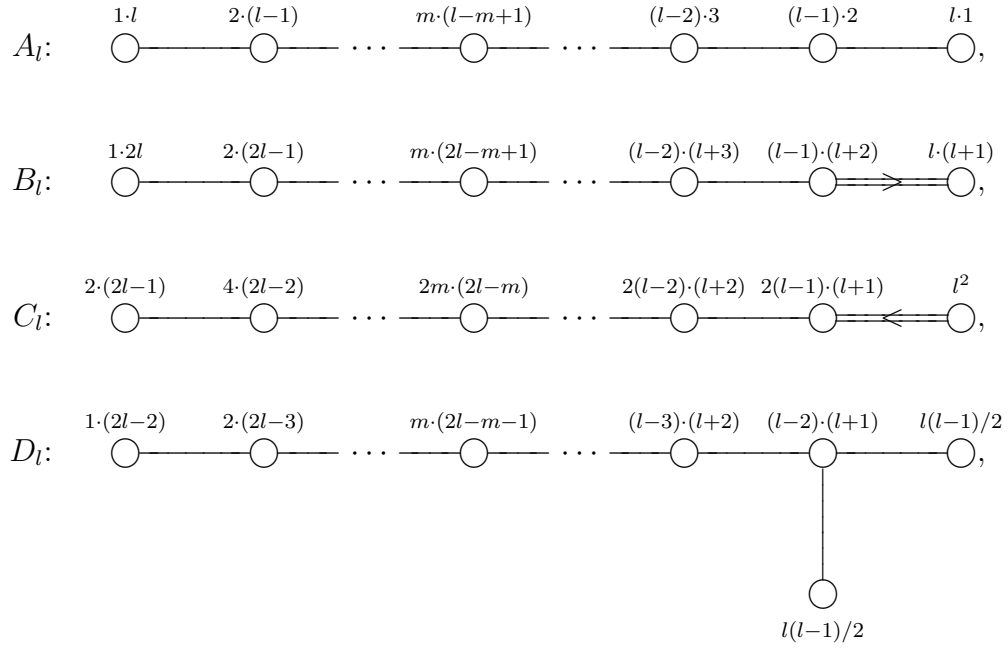 1·l 2·(l−1) m·(l−m+1) (l−2)·3 (l−1)·2 l·1
A_l: ··· ··· ,
1·2l 2·(2l−1) m·(2l−m+1) (l−2)·(l+3) (l−1)·(l+2) l·(l+1)
B_l: ··· ··· ,
2·(2l−1) 4·(2l−2) 2m·(2l−m) 2(l−2)·(l+2) 2(l−1)·(l+1) l²
C_l: ··· ··· ,
1·(2l−2) 2·(2l−3) m·(2l−m−1) (l−3)·(l+2) (l−2)·(l+1) l(l−1)/2
D_l: ··· ··· ,
l(l−1)/2